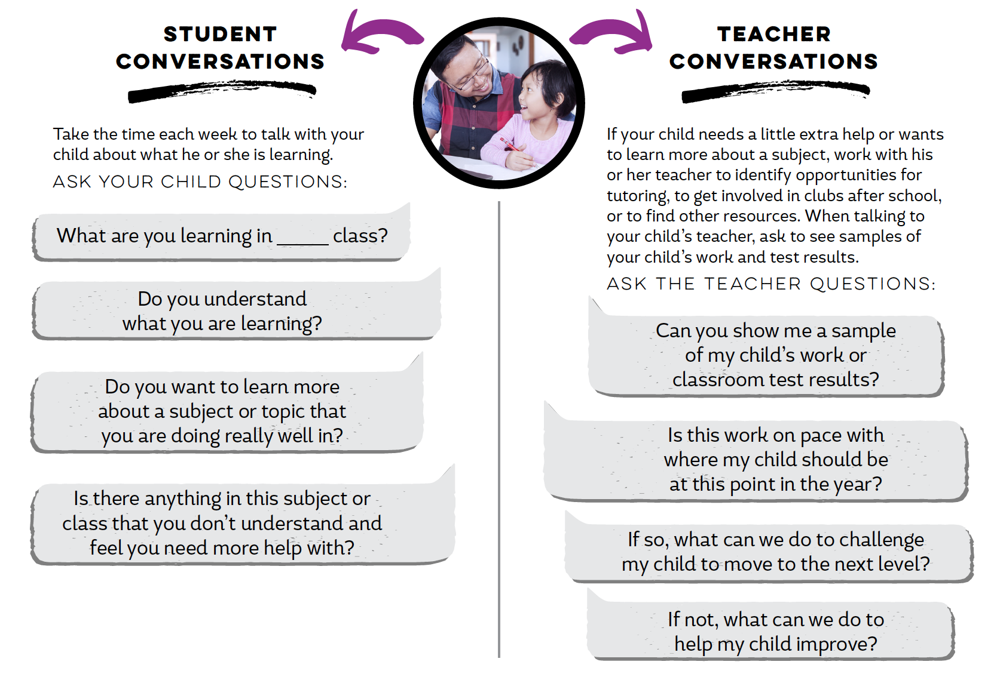 STUDENT
CONVERSATIONS
Take the time each week to talk with your
child about what he or she is learning.
ASK YOUR CHILD QUESTIONS:
What are you learning in _____ class?
Do you understand
what you are learning?
Do you want to learn more
about a subject or topic that
you are doing really well in?
Is there anything in this subject or
class that you don't understand and
feel you need more help with?
TEACHER
CONVERSATIONS
If your child needs a little extra help or wants
to learn more about a subject, work with his
or her teacher to identify opportunities for
tutoring, to get involved in clubs after school,
or to find other resources. When talking to
your child's teacher, ask to see samples of
your child's work and test results.
ASK THE TEACHER QUESTIONS:
Can you show me a sample
of my child's work or
classroom test results?
Is this work on pace with
where my child should be
at this point in the year?
If so, what can we do to challenge
my child to move to the next level?
If not, what can we do to
help my child improve?